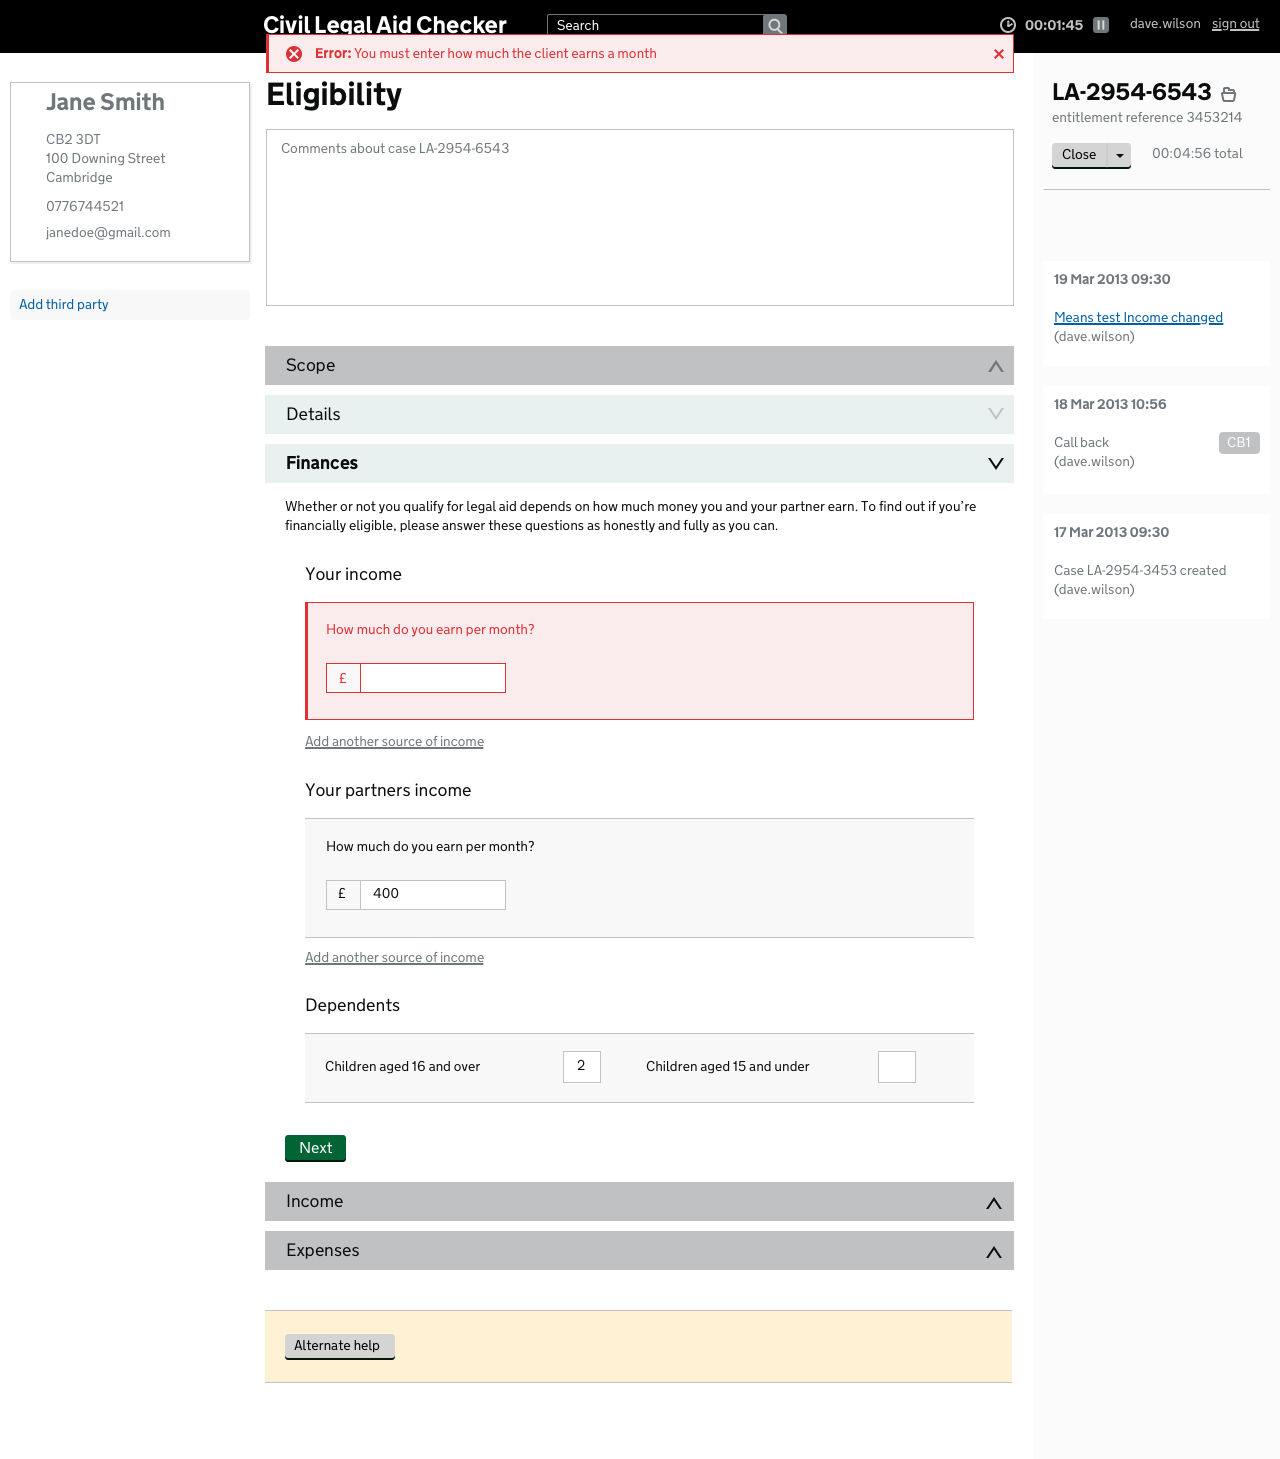 Civil Legal Aid Checker
Search
00:01:45
dave.wilson sign out
Error: You must enter how much the client earns a month
Jane Smith
CB2 3DT
100 Downing Street
Cambridge
0776744521
janedoe@gmail.com
Add third party
Eligibility
Comments about case LA-2954-6543
Scope
Details
Finances
Whether or not you qualify for legal aid depends on how much money you and your partner earn. To find out if you’re
financially eligible, please answer these questions as honestly and fully as you can.
Your income
How much do you earn per month?
£
Add another source of income
Your partners income
How much do you earn per month?
£ 400
Add another source of income
Dependents
Children aged 16 and over 2 Children aged 15 and under
Next
Income
Expenses
Alternate help
LA-2954-6543
entitlement reference 3453214
Close 00:04:56 total
19 Mar 2013 09:30
Means test Income changed
(dave.wilson)
18 Mar 2013 10:56
Call back CB1
(dave.wilson)
17 Mar 2013 09:30
Case LA-2954-3453 created
(dave.wilson)